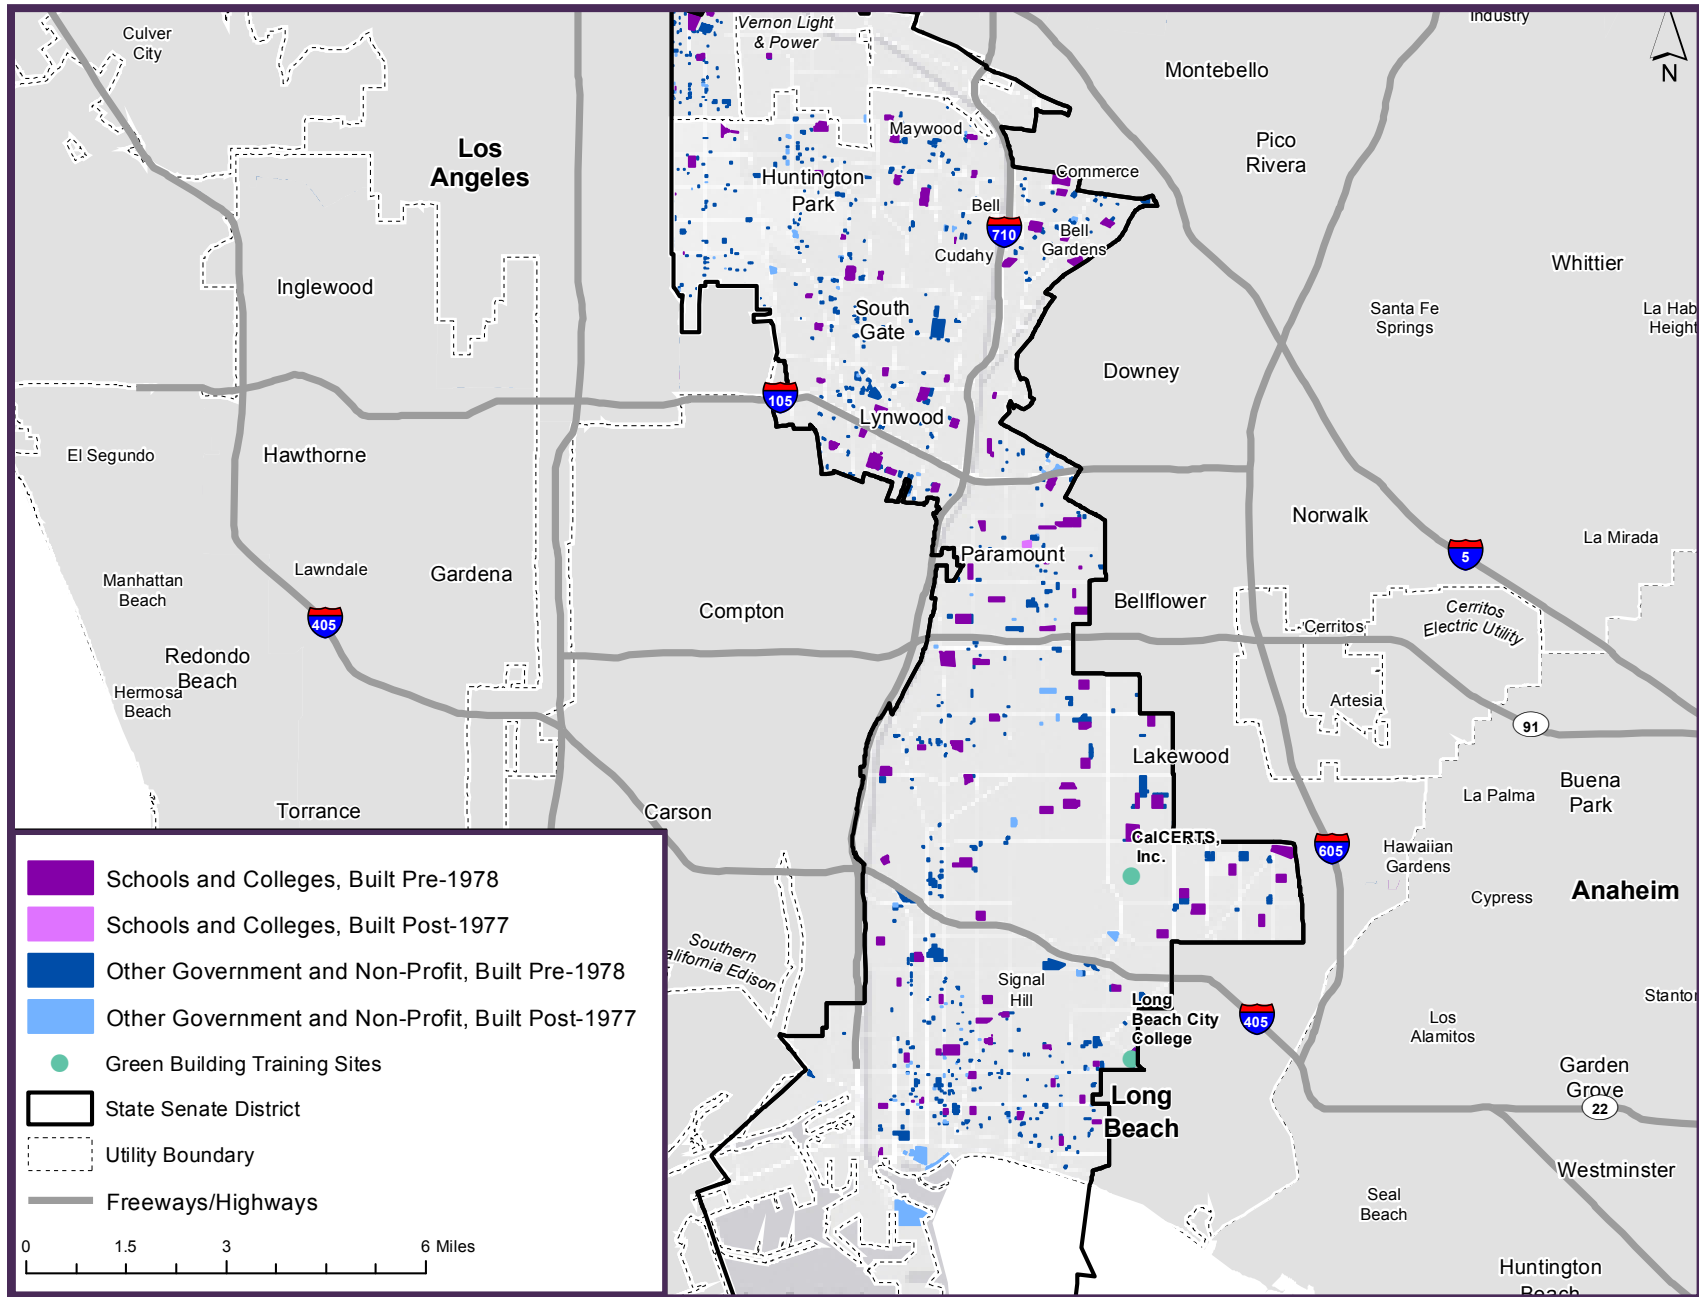 Industry
Vernon Light
& Power
Culver
City
Montebello
N
Maywood
Los
Angeles
Pico
Rivera
Commerce
Huntington
Park
Bell
710
Bell
Gardens
Cudahy
Whittier
Inglewood
South
Gate
Santa Fe
Springs
La Hab
Height
Downey
105
Lynwood
El Segundo
Hawthorne
Norwalk
La Mirada
Paramount
5
Manhattan
Beach
Lawndale
Gardena
Compton
Bellflower
405
Cerritos
Cerritos
Electric Utility
Redondo
Beach
Hermosa
Beach
Artesia
91
Lakewood
Buena
Park
La Palma
Torrance
Carson
CalCERTS,
Inc.
605
Hawaiian
Gardens
Cypress
Anaheim
Southern
alifornia Edison
Signal
Hill
Long
Beach City
College
405
Los
Alamitos
Stanton
Garden
Grove
22
Long
Beach
Westminster
Seal
Beach
Huntington
Beach
Schools and Colleges, Built Pre-1978
Schools and Colleges, Built Post-1977
Other Government and Non-Profit, Built Pre-1978
Other Government and Non-Profit, Built Post-1977
Green Building Training Sites
State Senate District
Utility Boundary
Freeways/Highways
0 1.5 3 6 Miles